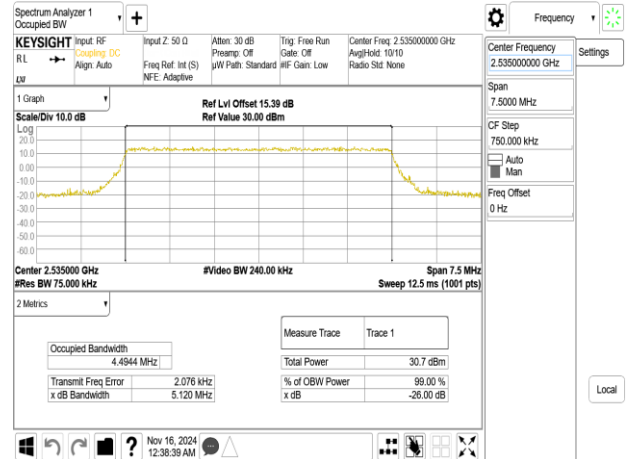 Spectrum Analyzer 1
Occupied BW
Frequency
KEYSIGHT
RL
Input: RF
Coupling: DC
Align: Auto
Input Z: 50 Ω
Freq Ref: Int (S)
NFE: Adaptive
Atten: 30 dB
Preamp: Off
µW Path: Standard
Trig: Free Run
Gate: Off
#IF Gain: Low
Center Freq: 2.535000000 GHz
Avg|Hold: 10/10
Radio Std: None
Center Frequency
2.535000000 GHz
Settings
Span
7.5000 MHz
CF Step
750.000 kHz
Auto
Man
Freq Offset
0 Hz
Local
1 Graph
Scale/Div 10.0 dB
Ref Lvl Offset 15.39 dB
Ref Value 30.00 dBm
Log
20.0
10.0
0.00
-10.0
-20.0
-30.0
-40.0
-50.0
-60.0
Center 2.535000 GHz
#Res BW 75.000 kHz
#Video BW 240.00 kHz
Span 7.5 MHz
Sweep 12.5 ms (1001 pts)
2 Metrics
Measure Trace Trace 1
Occupied Bandwidth
4.4944 MHz
Total Power 30.7 dBm
Transmit Freq Error 2.076 kHz
% of OBW Power 99.00 %
x dB Bandwidth 5.120 MHz
x dB -26.00 dB
?
Nov 16, 2024
12:38:39 AM